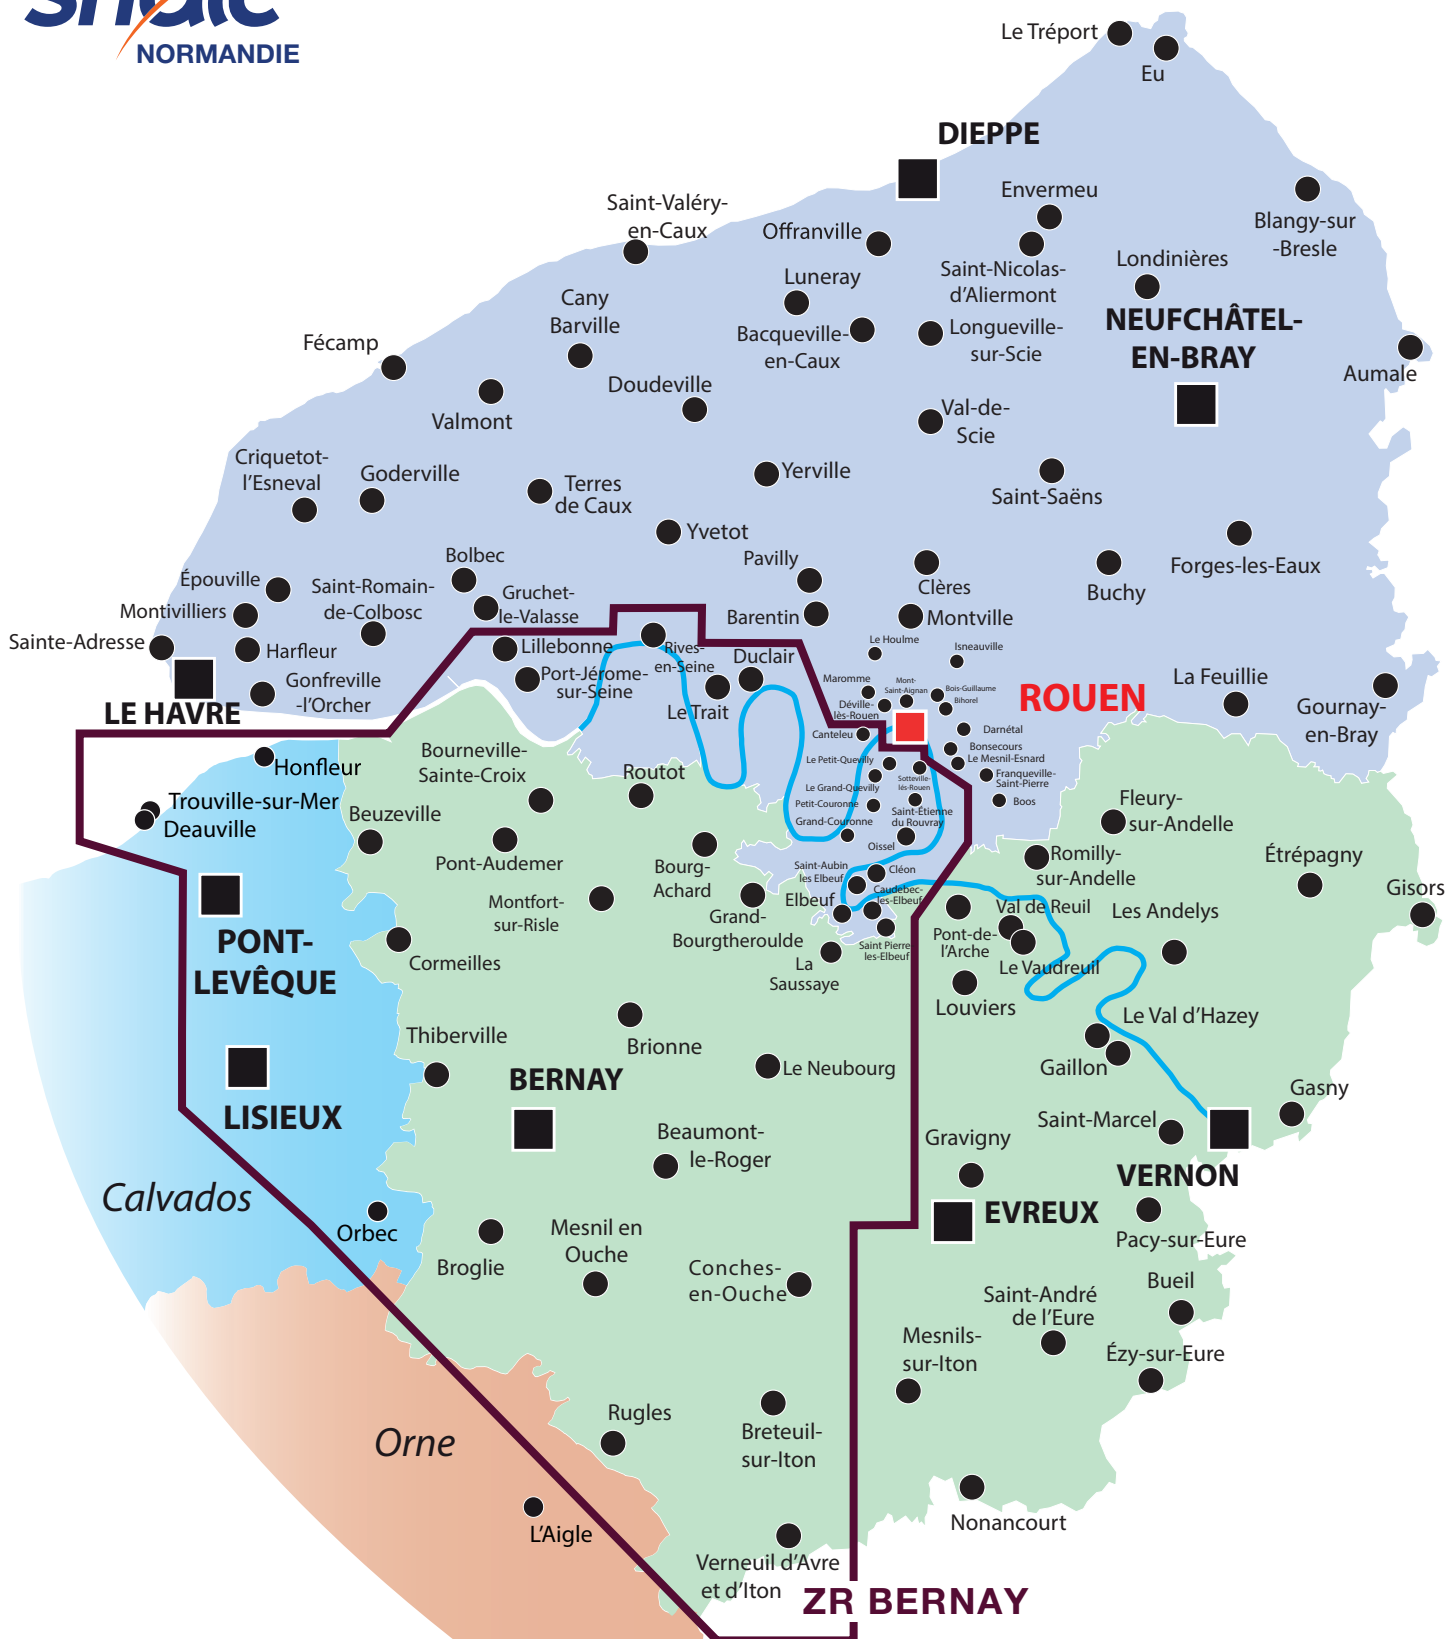 snalc
NORMANDIE
Le Tréport
Eu
DIEPPE
Envermeu
Blangy-sur
-Bresle
Saint-Valéry-
en-Caux
Offranville
Saint-Nicolas-
d'Aliermont
Londinières
Luneray
Cany
Barville
Bacqueville-
en-Caux
Longueville-
sur-Scie
NEUFCHÂTEL-
EN-BRAY
Fécamp
Aumale
Doudeville
Valmont
Val-de-
Scie
Criquetot-
l'Esneval
Goderville
Terres
de Caux
Yerville
Saint-Saëns
Yvetot
Bolbec
Pavilly
Clères
Buchy
Forges-les-Eaux
Épouville
Saint-Romain-
de-Colbosc
Gruchet-
le-Valasse
Montivilliers
Barentin
Montville
Sainte-Adresse
Harfleur
Lillebonne
Rives-
en-Seine
Duclair
Le Houlme
Isneauville
Gonfreville
-l'Orcher
Port-Jérome-
sur-Seine
Le Trait
Maromme
Mont-
Saint-Aignan
Bois-Guillaume
Bihorel
ROUEN
La Feuillie
Gournay-
en-Bray
LE HAVRE
Déville-
lès-Rouen
Canteleu
Darnétal
Bonsecours
Le Mesnil-Esnard
Franqueville-
Saint-Pierre
Boos
Le Petit-Quevilly
Sotteville-
lés-Rouen
Le Grand-Quevilly
Petit-Couronne
Grand-Couronne
Saint-Étienne
du Rouvray
Oissel
Honfleur
Trouville-sur-Mer
Deauville
Bourneville-
Sainte-Croix
Routot
Beuzeville
Pont-Audemer
Bourg-
Achard
Montfort-
sur-Risle
Grand-
Bourgtheroulde
Saint-Aubin
les Elbeuf
Cléon
Caudebec-
les-Elbeuf
Elbeuf
Saint Pierre
les-Elbeuf
La
Saussaye
Fleury-
sur-Andelle
Romilly-
sur-Andelle
Étrépagny
Gisors
Val de Reuil
Les Andelys
Pont-de-
l'Arche
Le Vaudreuil
Louviers
PONT-
LEVÊQUE
Cormeilles
Le Val d'Hazey
Gaillon
Thiberville
Brionne
Le Neubourg
BERNAY
LISIEUX
Gasny
Saint-Marcel
VERNON
Beaumont-
le-Roger
Gravigny
EVREUX
Pacy-sur-Eure
Calvados
Orbec
Broglie
Mesnil en
Ouche
Conches-
en-Ouche
Bueil
Saint-André
de l'Eure
Mesnils-
sur-Iton
Ézy-sur-Eure
Orne
Rugles
Breteuil-
sur-Iton
L'Aigle
Nonancourt
Verneuil d'Avre
et d'Iton
ZR BERNAY